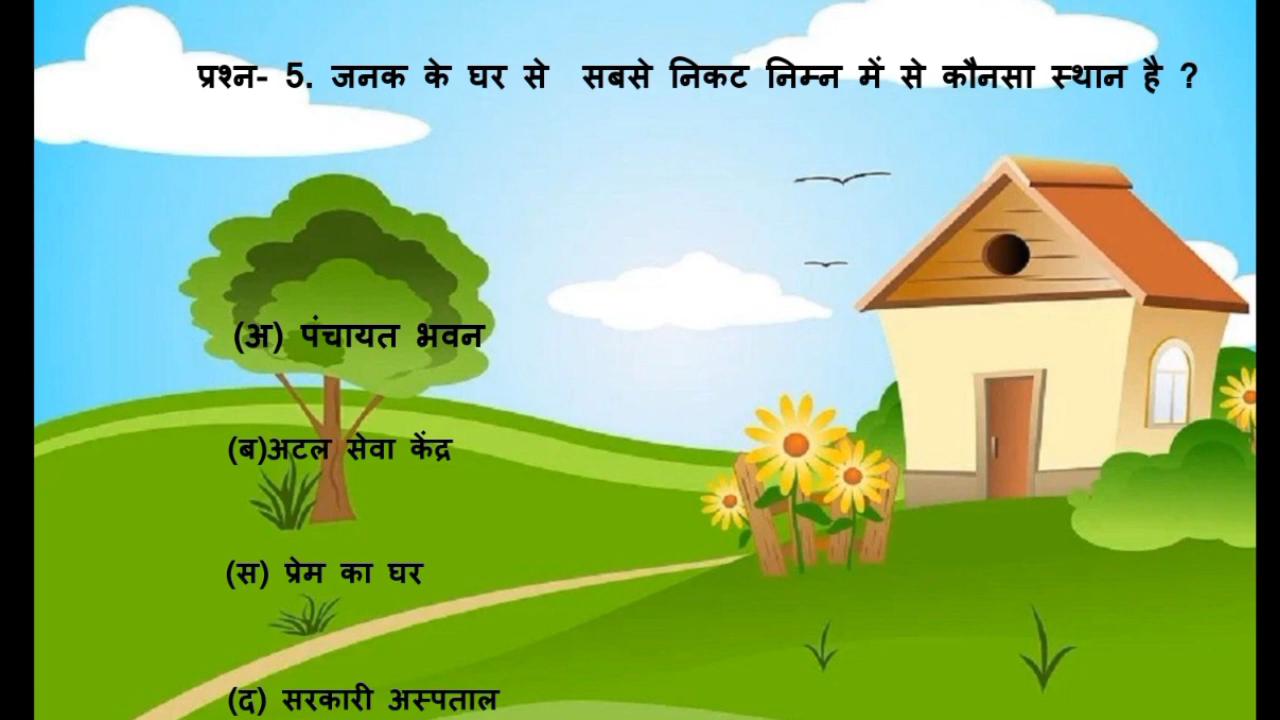 प्रश्न- 5. जनक के घर से सबसे निकट निम्न में से कौनसा स्थान है ?
(अ) पंचायत भवन
(ब)अटल सेवा केंद्र
(स) प्रेम का घर
(द) सरकारी अस्पताल